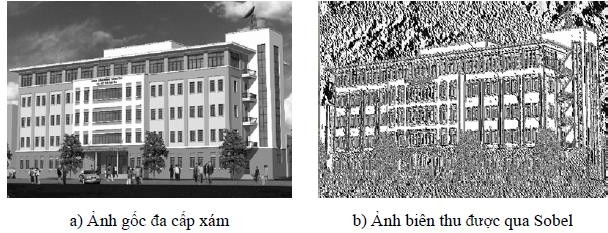 a) Ảnh gốc đa cấp xám
b) Ảnh biên thu được qua Sobel